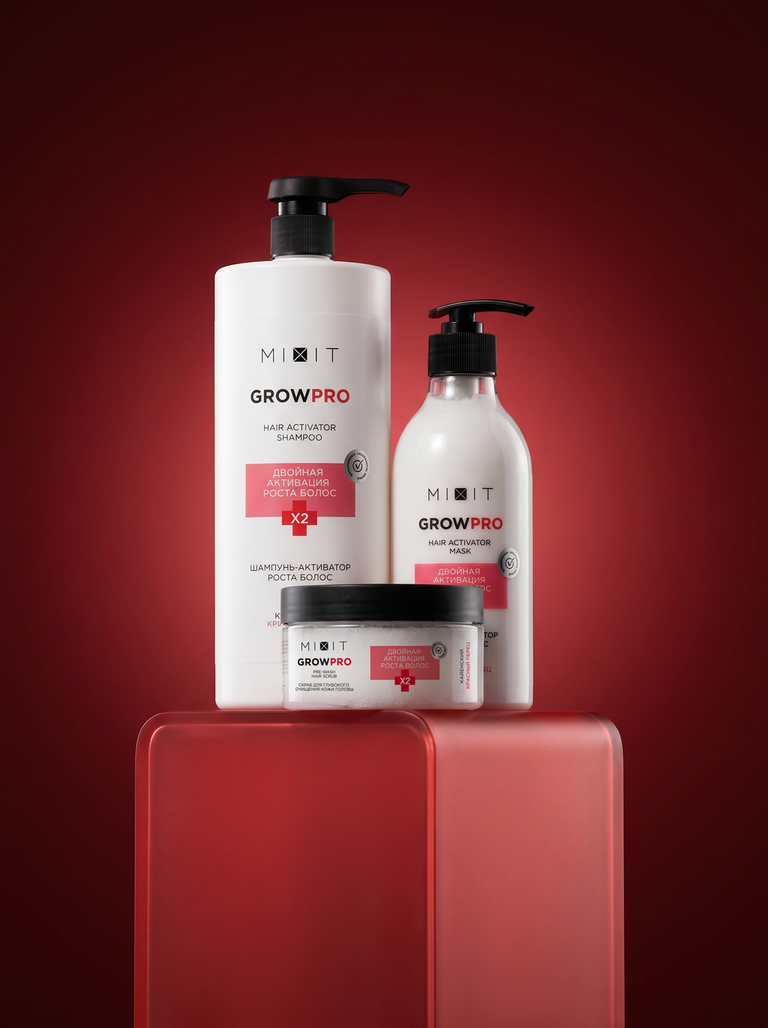 MIXIT
GROWPRO
HAIR ACTIVATOR
SHAMPOO
ДВОЙНАЯ
АКТИВАЦИЯ
РОСТА ВОЛОС
X2
ШАМПУНЬ-АКТИВАТОР
РОСТА ВОЛОС
MIXIT
GROWPRO
HAIR ACTIVATOR
MASK
ДВОЙНАЯ
АКТИВАЦИЯ
MIXIT
GROWPRO
PRE-WASH
HAIR SCRUB
СКРАБ ДЛЯ ГЛУБОКОГО
ОЧИЩЕНИЯ КОЖИ ГОЛОВЫ
ДВОЙНАЯ
АКТИВАЦИЯ
РОСТА ВОЛОС
X2
КАЙЕНСКИЙ
КРАСНЫЙ ПЕРЕЦ